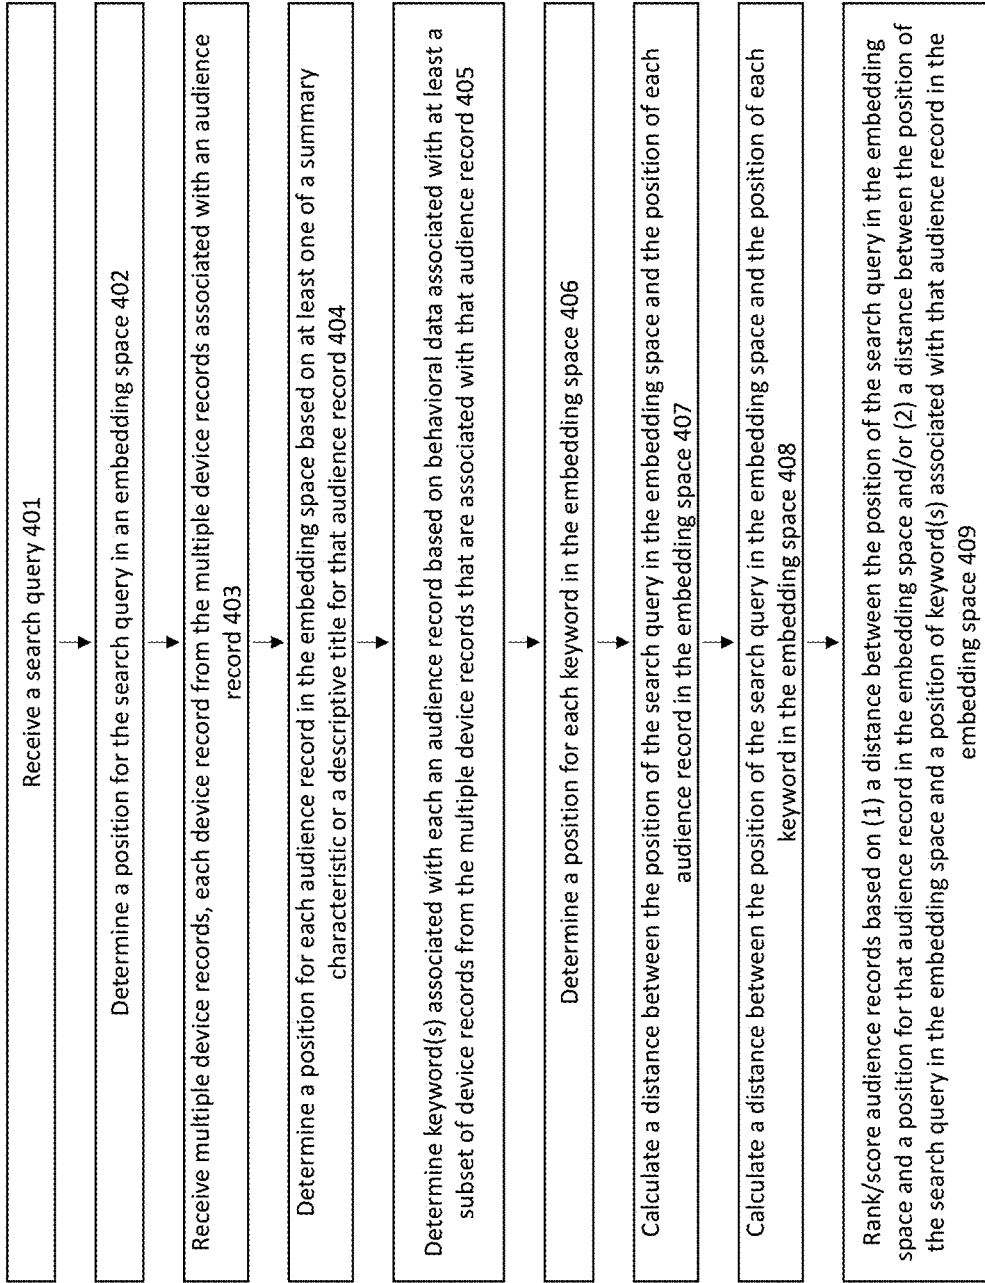 Receive a search query 401
Determine a position for the search query in an embedding space 402
Receive multiple device records, each device record from the multiple device records associated with an audience
record 403
Determine a position for each audience record in the embedding space based on at least one of a summary
characteristic or a descriptive title for that audience record 404
Determine keyword(s) associated with each an audience record based on behavioral data associated with at least a
subset of device records from the multiple device records that are associated with that audience record 405
Determine a position for each keyword in the embedding space 406
Calculate a distance between the position of the search query in the embedding space and the position of each
audience record in the embedding space 407
Calculate a distance between the position of the search query in the embedding space and the position of each
keyword in the embedding space 408
Rank/score audience records based on (1) a distance between the position of the search query in the embedding
space and a position for that audience record in the embedding space and/or (2) a distance between the position of
the search query in the embedding space and a position of keyword(s) associated with that audience record in the
embedding space 409